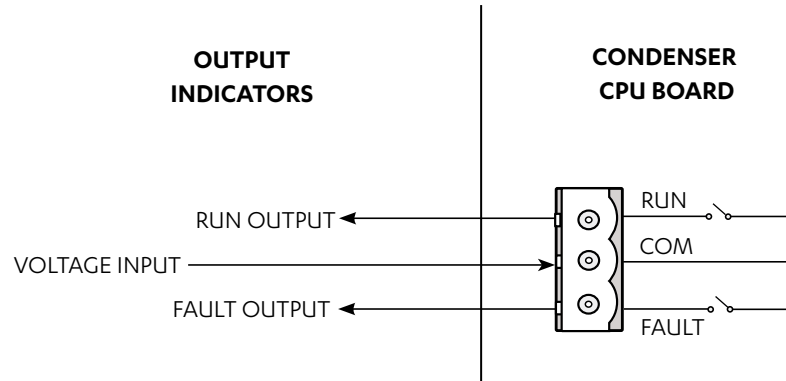 OUTPUT
INDICATORS
CONDENSER
CPU BOARD
RUN OUTPUT
VOLTAGE INPUT
FAULT OUTPUT
RUN
COM
FAULT